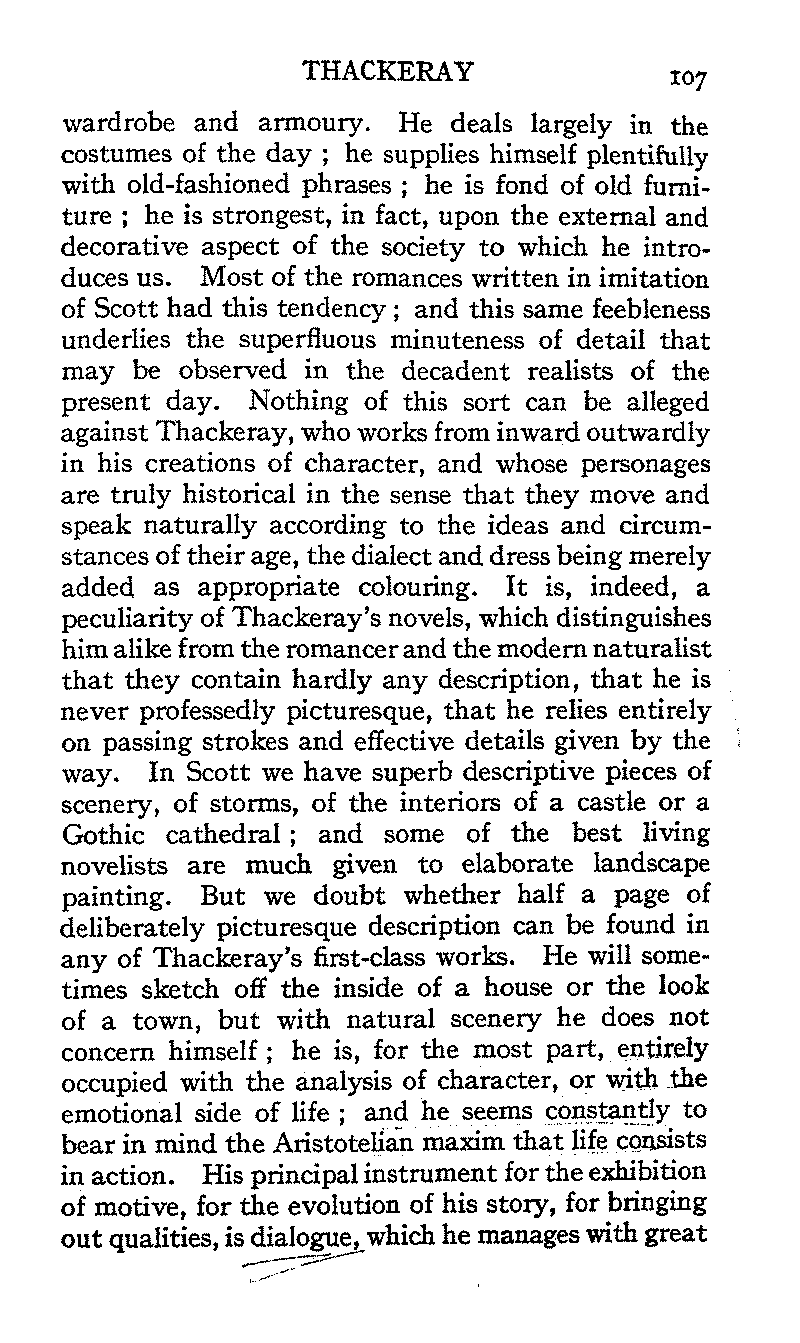 THACKERAY 107
wardrobe and armoury. He deals largely in the
costumes of the day ; he supplies himself plentifully
with old-fashioned phrases ; he is fond of old furni-
ture ; he is strongest, in fact, upon the external and
decorative aspect of the society to which he intro-
duces us. Most of the romances written in imitation
of Scott had this tendency ; and this same feebleness
underlies the superfluous minuteness of detail that
may be observed in the decadent realists of the
present day. Nothing of this sort can be alleged
against Thackeray, who works from inward outwardly
in his creations of character, and whose personages
are truly historical in the sense that they move and
speak naturally according to the ideas and circum-
stances of their age, the dialect and dress being merely
added as appropriate colouring. It is, indeed, a
peculiarity of Thackeray's novels, which distinguishes
him alike from the romancer and the modern naturalist
that they contain hardly any description, that he is
never professedly picturesque, that he relies entirely
on passing strokes and effective details given by the
way. In Scott we have superb descriptive pieces of
scenery, of storms, of the interiors of a castle or a
Gothic cathedral ; and some of the best living
novelists are much given to elaborate landscape
painting. But we doubt whether half a page of
deliberately picturesque description can be found in
any of Thackeray's first-class works. He will some-
times sketch off the inside of a house or the look
of a town, but with natural scenery he does not
concern himself ; he is, for the most part, entirely
occupied with the analysis of character, or with the
emotional side of life ; and he seems constantly to
bear in mind the Aristotelian maxim that life consists
in action. His principal instrument for the exhibition
of motive, for the evolution of his story, for bringing
out qualities, is dialogue, which he manages with great